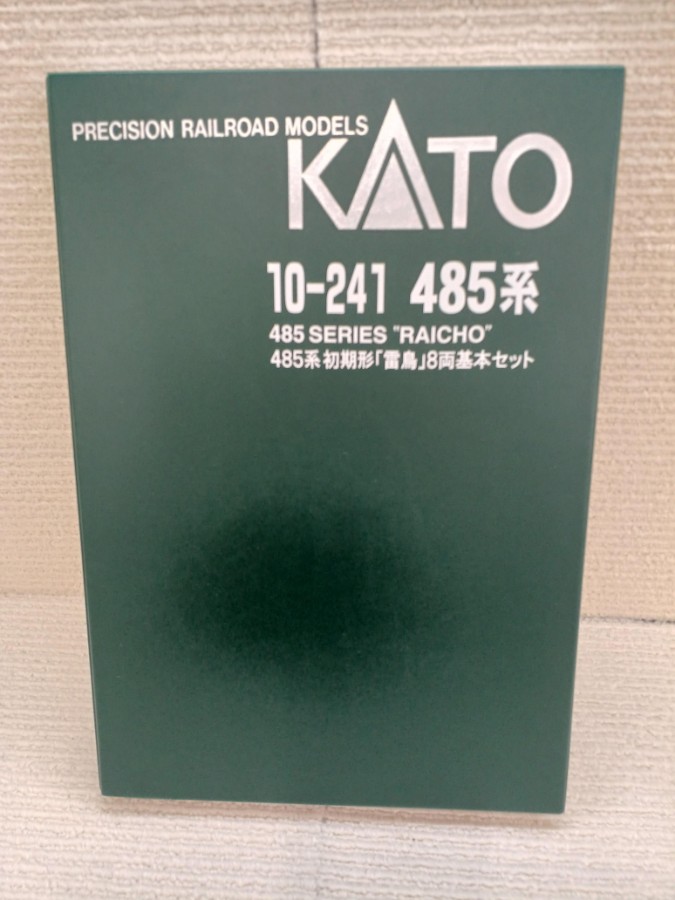 PRECISION RAILROAD MODELS
KATO
10-241 485系
485 SERIES "RAICHO"
485系初期形「雷鳥」8両基本セット